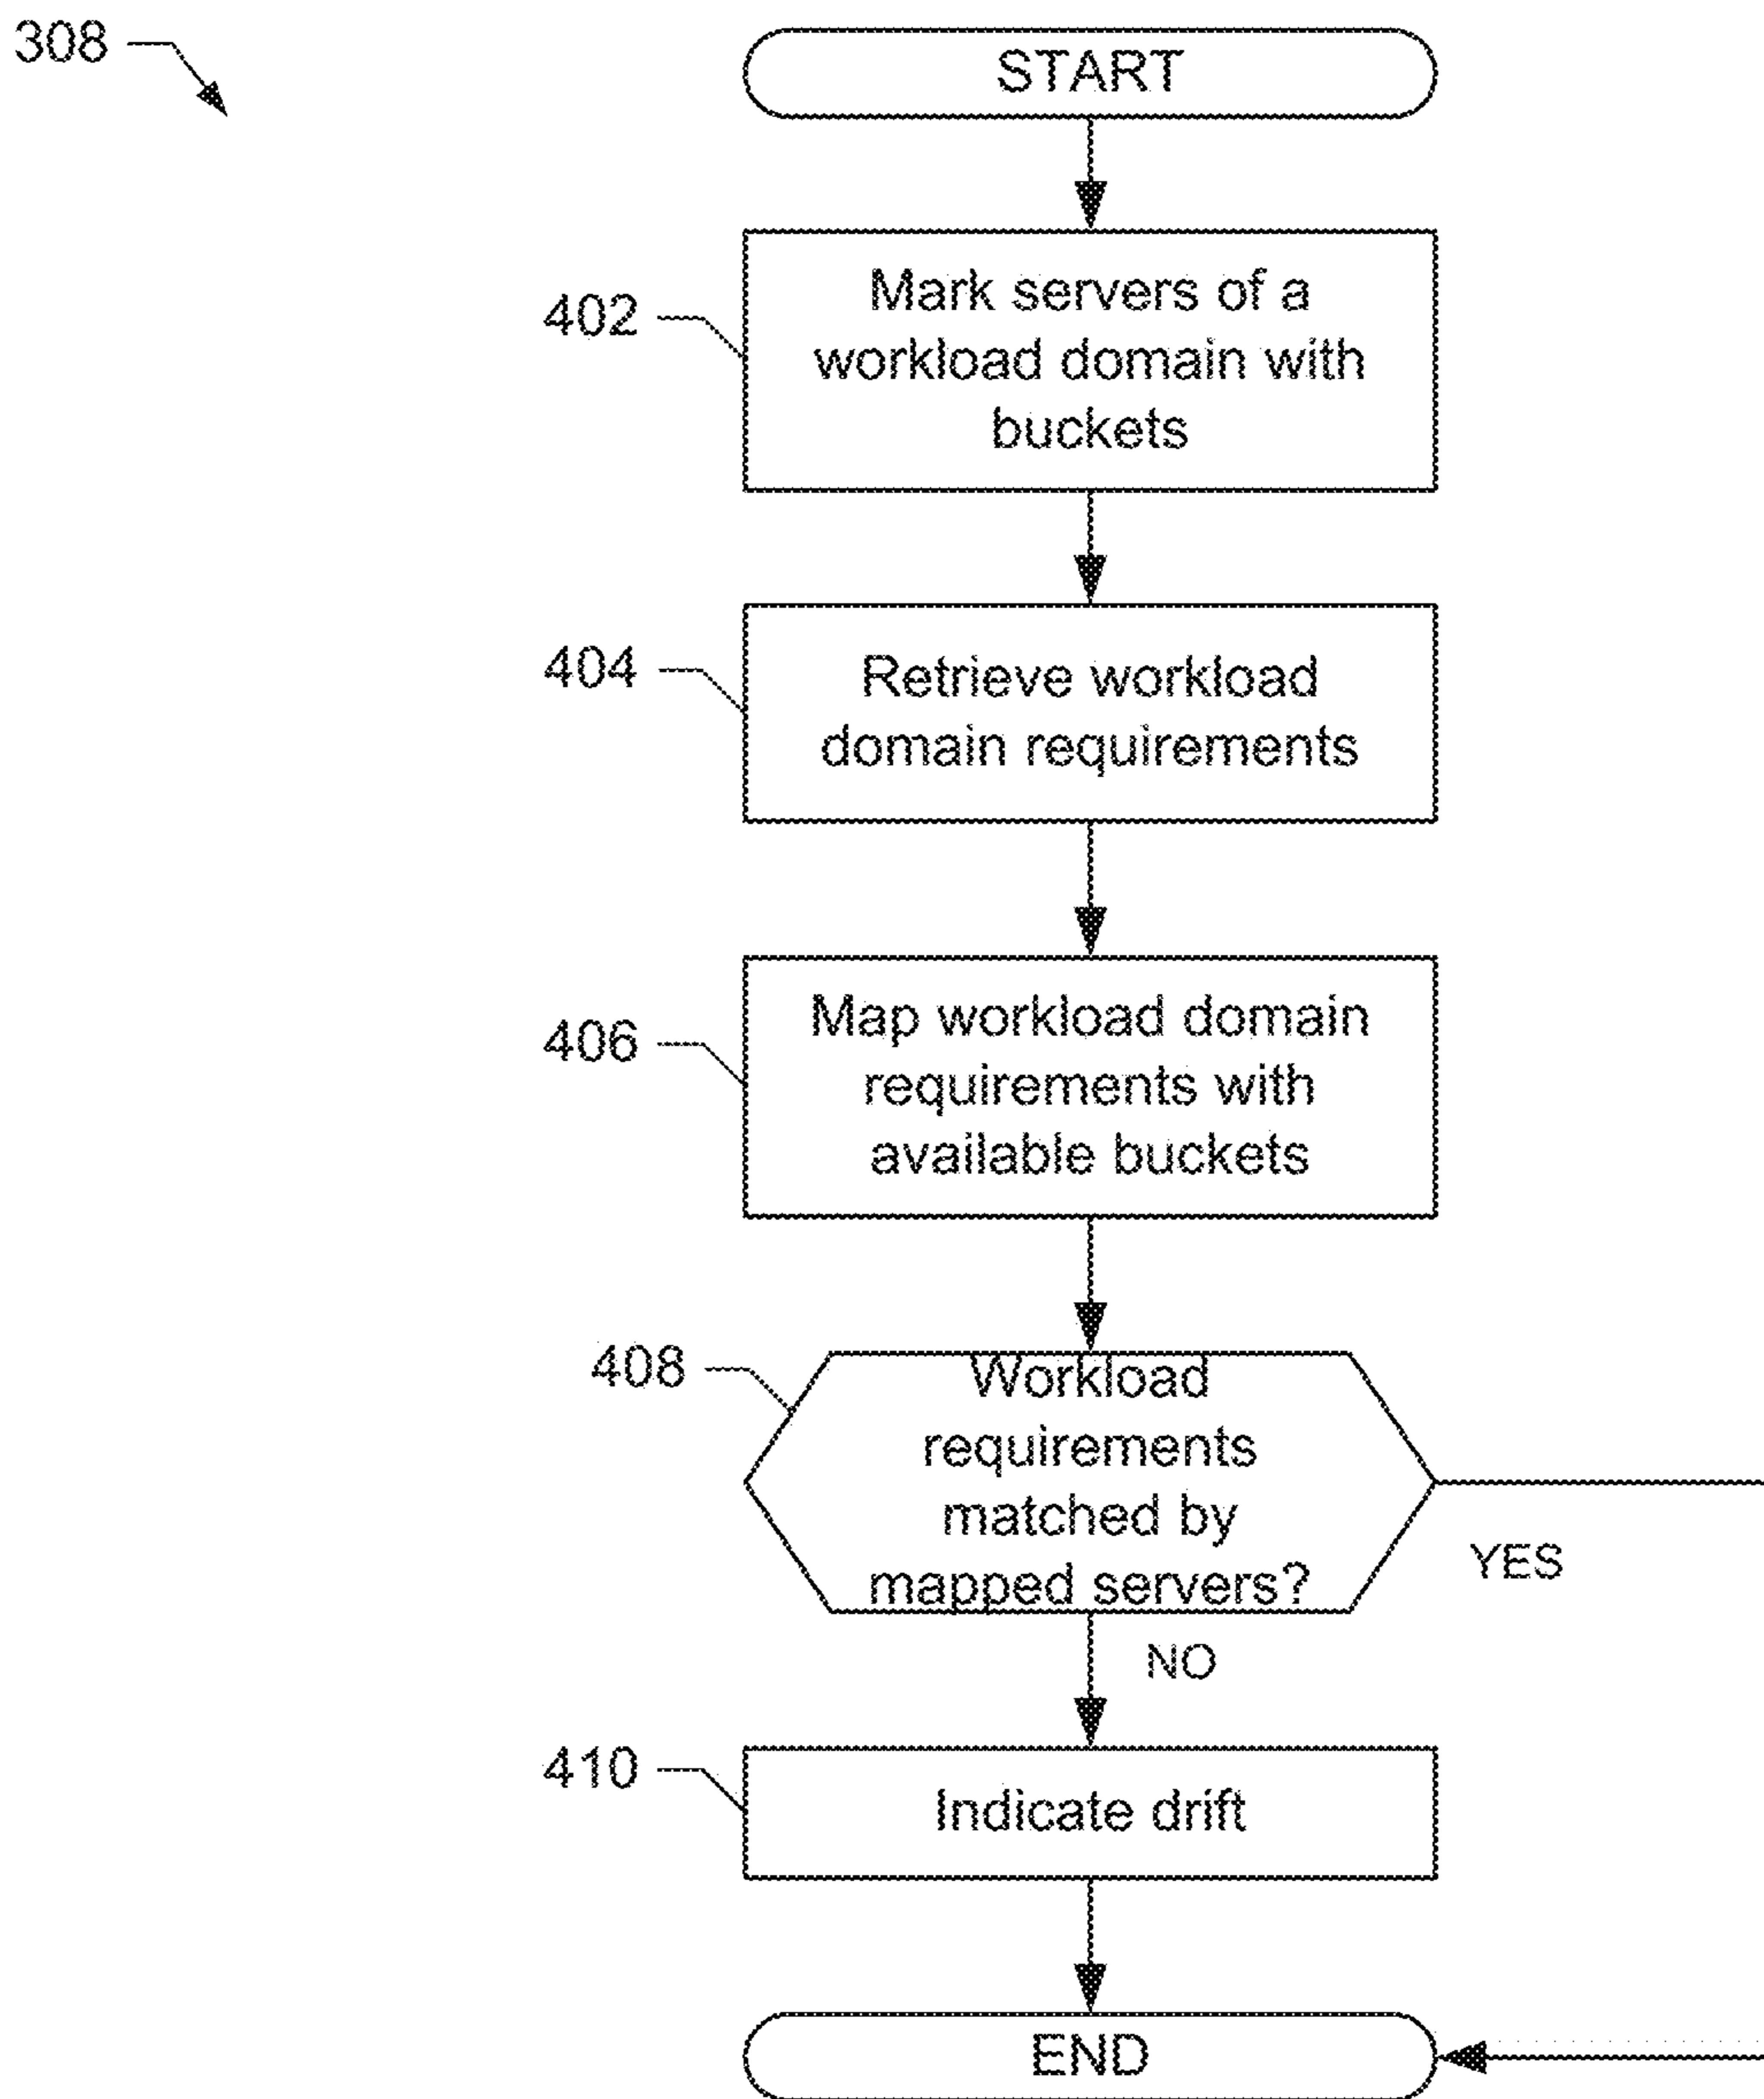 308
START
402
Mark servers of a
workload domain with
buckets
404
Retrieve workload
domain requirements
406
Map workload domain
requirements with
available buckets
408
Workload
requirements
matched by
mapped servers?
YES
NO
410
Indicate drift
END